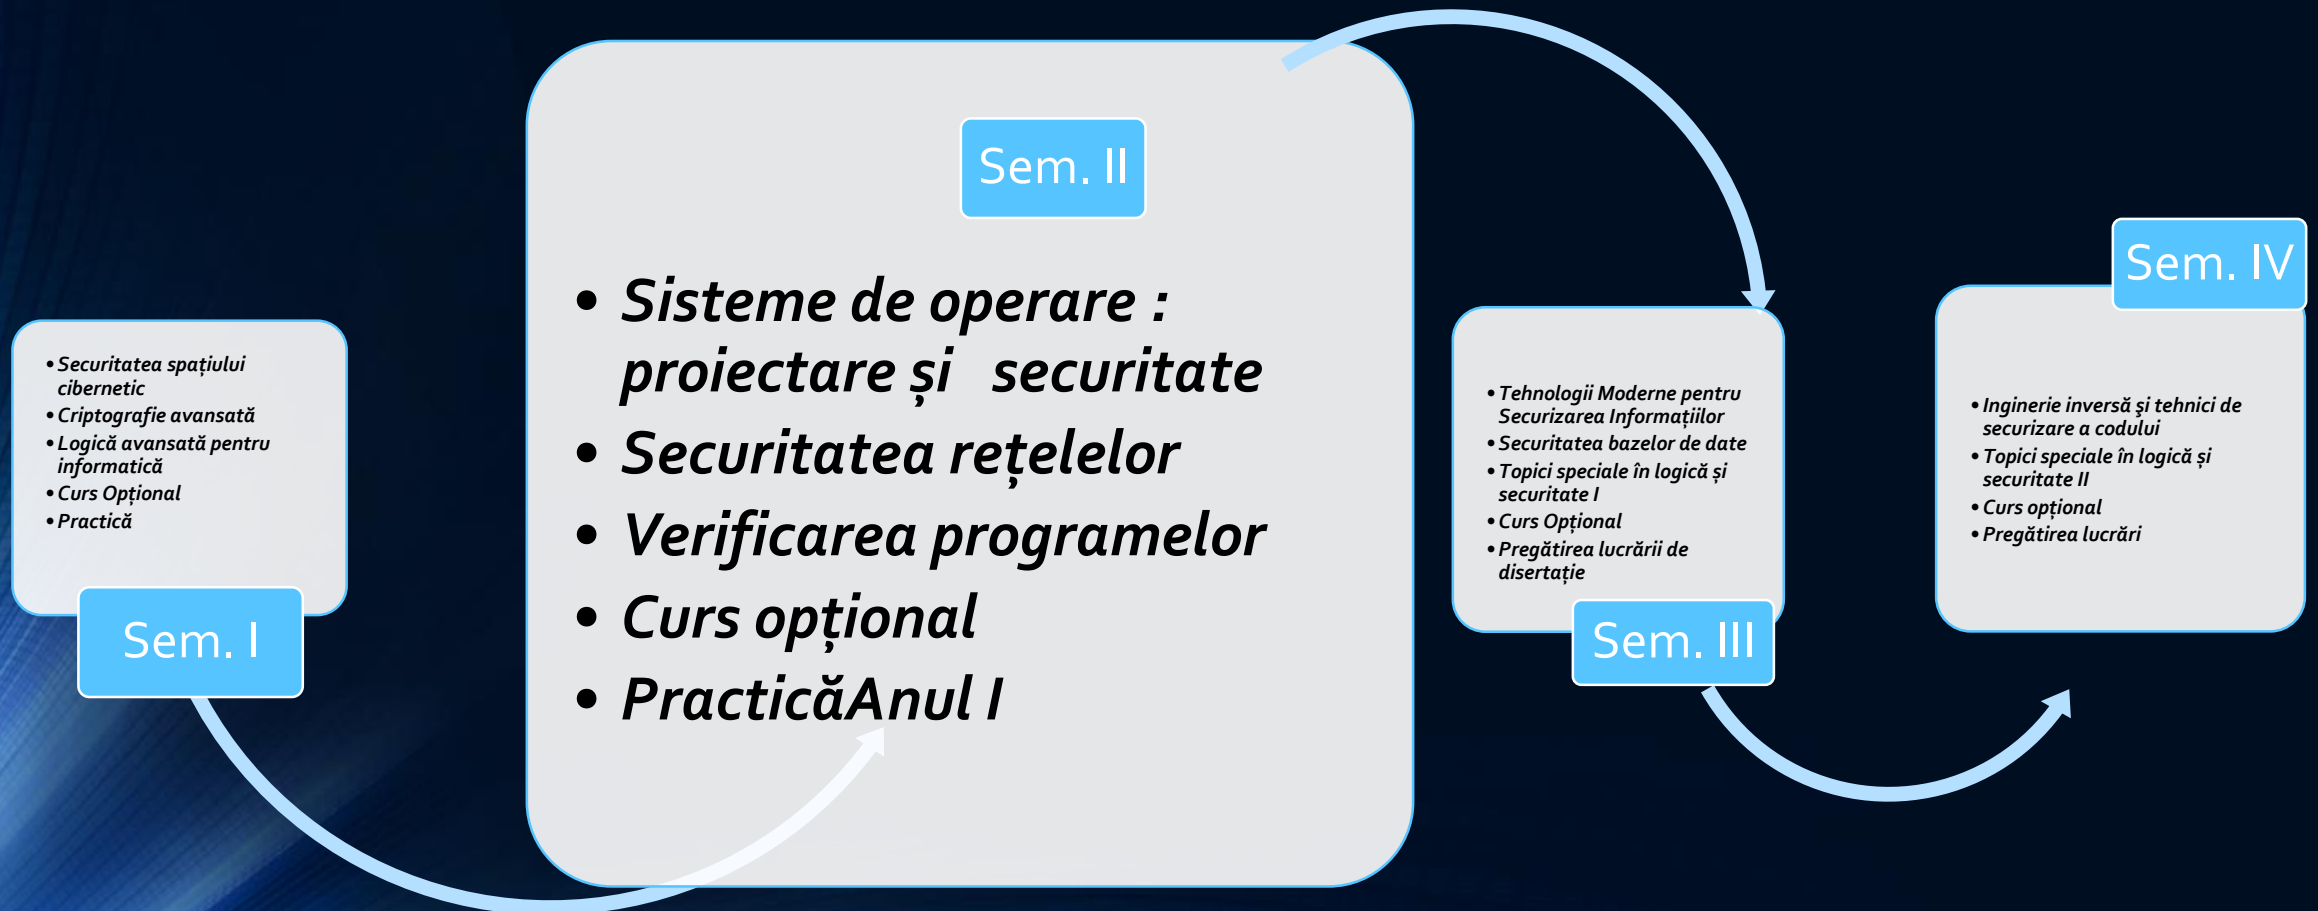 • Securitatea spațiului
cibernetic
• Criptografie avansată
• Logică avansată pentru
informatică
• Curs Opțional
• Practică
Sem. I
Sem. II
• Sisteme de operare :
proiectare și   securitate
• Securitatea rețelelor
• Verificarea programelor
• Curs opțional
• PracticăAnul I
• Tehnologii Moderne pentru
Securizarea Informațiilor
• Securitatea bazelor de date
• Topici speciale în logică și
securitate I
• Curs Opțional
• Pregătirea lucrării de
disertație
Sem. III
Sem. IV
• Inginerie inversă şi tehnici de
securizare a codului
• Topici speciale în logică și
securitate II
• Curs opțional
• Pregătirea lucrări